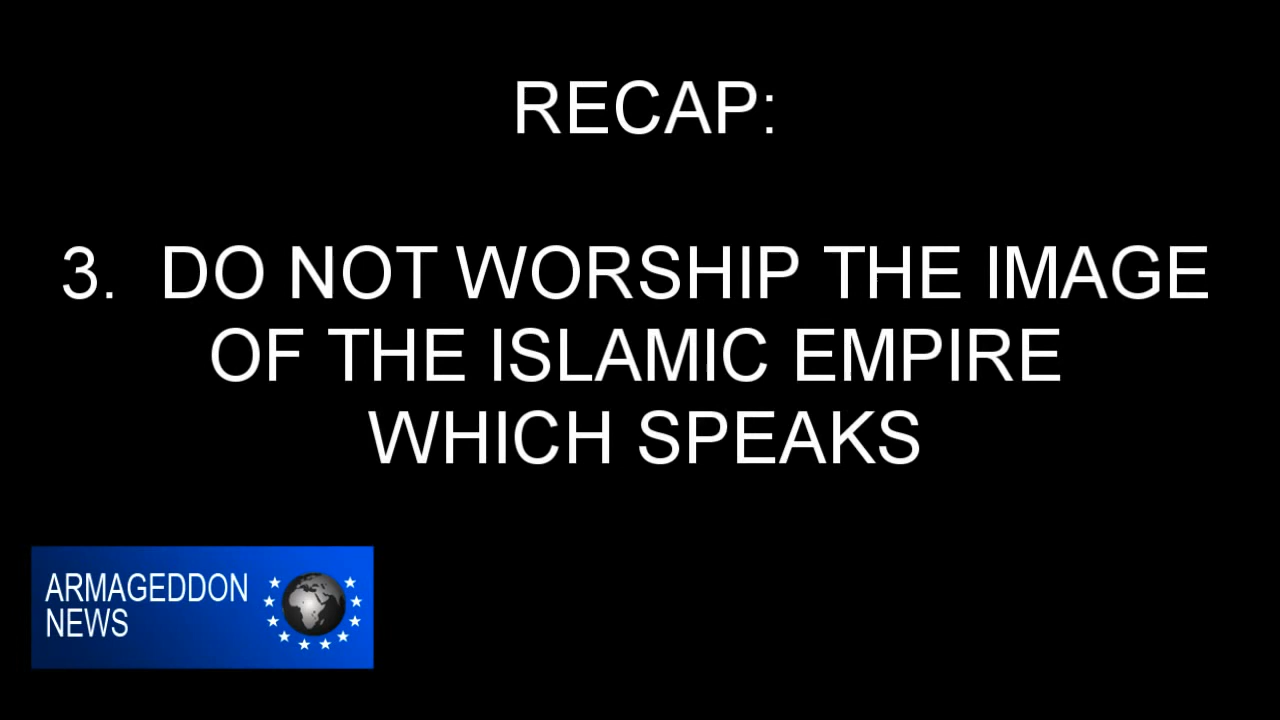 RECAP:
3. DO NOT WORSHIP THE IMAGE
OF THE ISLAMIC EMPIRE
WHICH SPEAKS
ARMAGEDDON
NEWS